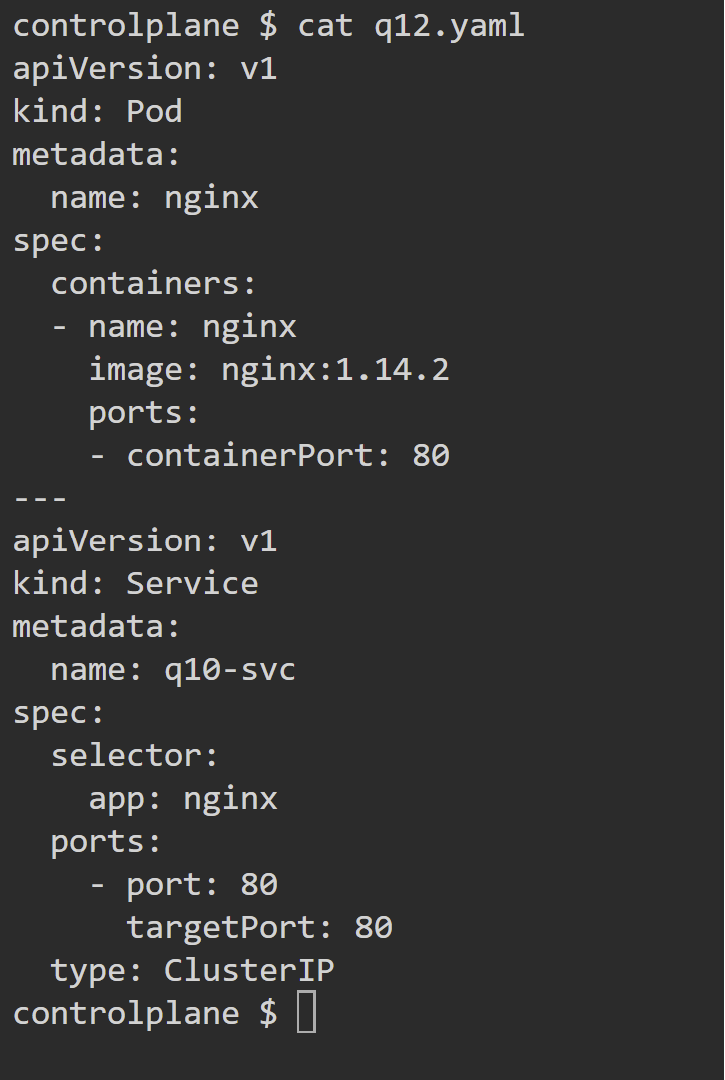 controlplane $ cat q12.yaml
apiVersion: v1
kind: Pod
metadata:
  name: nginx
spec:
  containers:
  - name: nginx
    image: nginx:1.14.2
    ports:
    - containerPort: 80
---
apiVersion: v1
kind: Service
metadata:
  name: q10-svc
spec:
  selector:
    app: nginx
  ports:
    - port: 80
      targetPort: 80
  type: ClusterIP
controlplane $